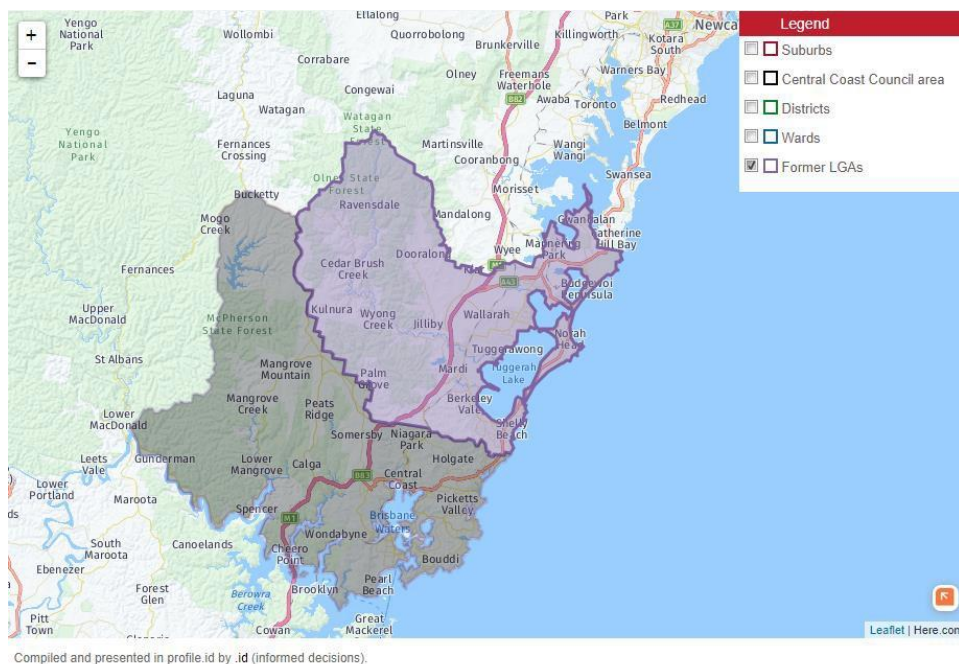 +
−
Legend
Suburbs
Central Coast Council area
Districts
Wards
Former LGAs
Yengo
National
Park
Wollombi
Ellalong
Quorrobolong
Brunkerville
Killingworth
Park
A37
Kotara
South
Corrabare
Olney
Freemans
Waterhole
Warners Bay
B82
Awaba
Toronto
Redhead
Laguna
Watagan
Congewai
Belmont
Yengo
National
Park
Fernances
Crossing
Watagan
State
Forest
Martinsville
Cooranbong
Wangi
Wangi
Swansea
Bucketty
Ravensdale
Morisset
Mogo
Creek
Mandalong
Gwandalan
Hill Bay
Fernances
Cedar Brush
Creek
Dooralong
Wyee
Mannering
Park
A43
Budgewoi
Peninsula
Upper
MacDonald
McPherson
State Forest
Kulnura
Wyong
Creek
Jilliby
Wallarah
Norah
Head
St Albans
Mangrove
Mountain
Tuggerawong
Tuggerah
Lake
Mardi
Palm
Grove
Lower
MacDonald
Mangrove
Creek
Peats
Ridge
Berkeley
Vale
Shelly
Beach
Somersby
Niagara
Park
Leets
Vale
Gunderman
Lower
Mangrove
Calga
Holgate
Lower
Portland
Maroota
B83
Central
Coast
Picketts
Valley
Spencer
M1
Brisbane
Waters
South
Maroota
Canoelands
Wondabyne
Ebenezer
Cheero
Point
Bouddi
Forest
Glen
Berowra
Creek
Brooklyn
Pearl
Beach
Pitt
Town
Cowan
Great
Mackerel
Leaflet | Here.com
Compiled and presented in profile.id by .id (informed decisions).